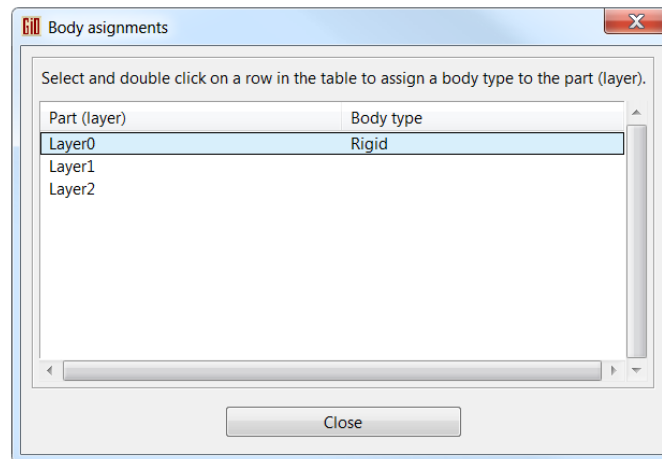 GiD Body asignments
Select and double click on a row in the table to assign a body type to the part (layer).
Part (layer) Body type
Layer0 Rigid
Layer1
Layer2
Close